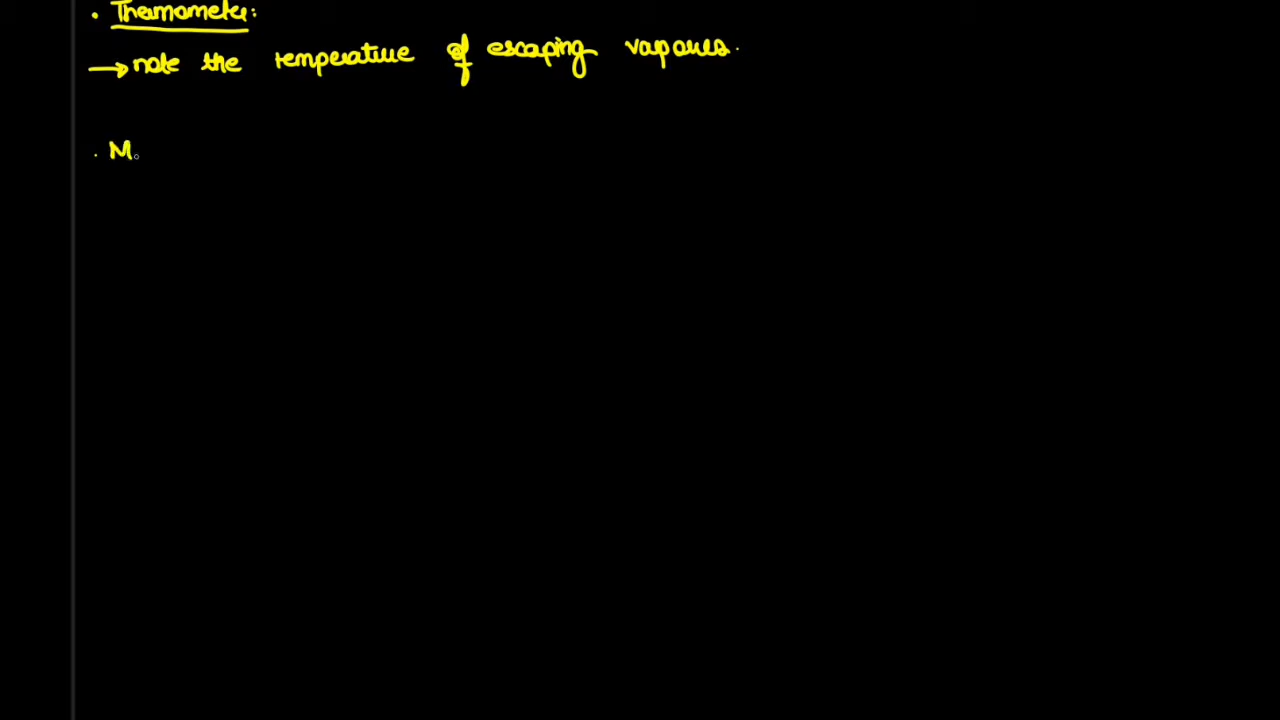 . Thermometer:
→ note the temperature of escaping vapours.
. M